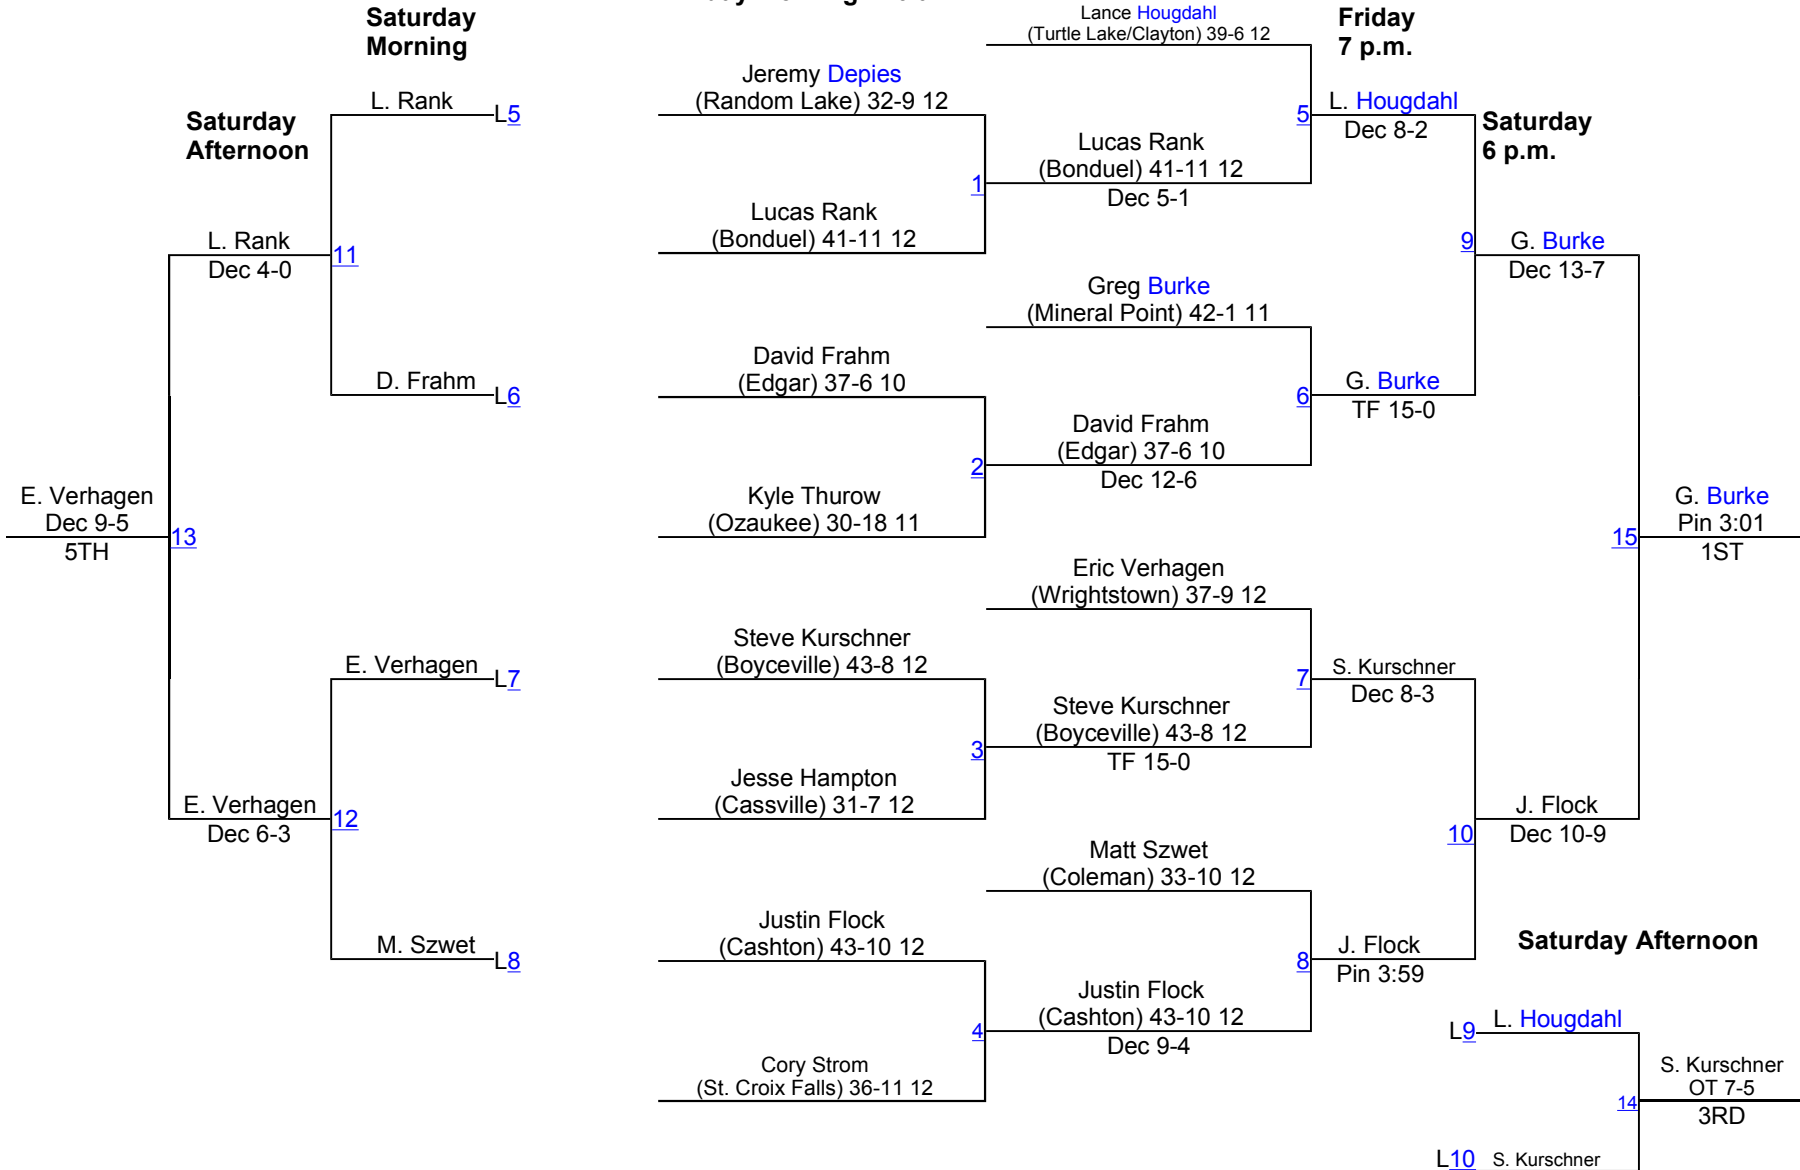 Saturday
Morning
Saturday
Afternoon
L. Rank
L5
L. Rank
Dec 4-0
11
D. Frahm
L6
E. Verhagen
Dec 9-5
5TH
13
E. Verhagen
L7
E. Verhagen
Dec 6-3
12
M. Szwet
L8
Jeremy Depies
(Random Lake) 32-9 12
1
Lucas Rank
(Bonduel) 41-11 12
David Frahm
(Edgar) 37-6 10
2
Kyle Thurow
(Ozaukee) 30-18 11
Steve Kurschner
(Boyceville) 43-8 12
3
Jesse Hampton
(Cassville) 31-7 12
Justin Flock
(Cashton) 43-10 12
4
Cory Strom
(St. Croix Falls) 36-11 12
Lance Hougdahl
(Turtle Lake/Clayton) 39-6 12
5
Lucas Rank
(Bonduel) 41-11 12
Dec 5-1
Greg Burke
(Mineral Point) 42-1 11
6
David Frahm
(Edgar) 37-6 10
Dec 12-6
Eric Verhagen
(Wrightstown) 37-9 12
7
Steve Kurschner
(Boyceville) 43-8 12
TF 15-0
Matt Szwet
(Coleman) 33-10 12
8
Justin Flock
(Cashton) 43-10 12
Dec 9-4
Friday
7 p.m.
L. Hougdahl
Dec 8-2
9
G. Burke
TF 15-0
S. Kurschner
Dec 8-3
10
J. Flock
Pin 3:59
Saturday
6 p.m.
G. Burke
Dec 13-7
15
J. Flock
Dec 10-9
G. Burke
Pin 3:01
1ST
Saturday Afternoon
L9 L. Hougdahl
14
L10 S. Kurschner
S. Kurschner
OT 7-5
3RD